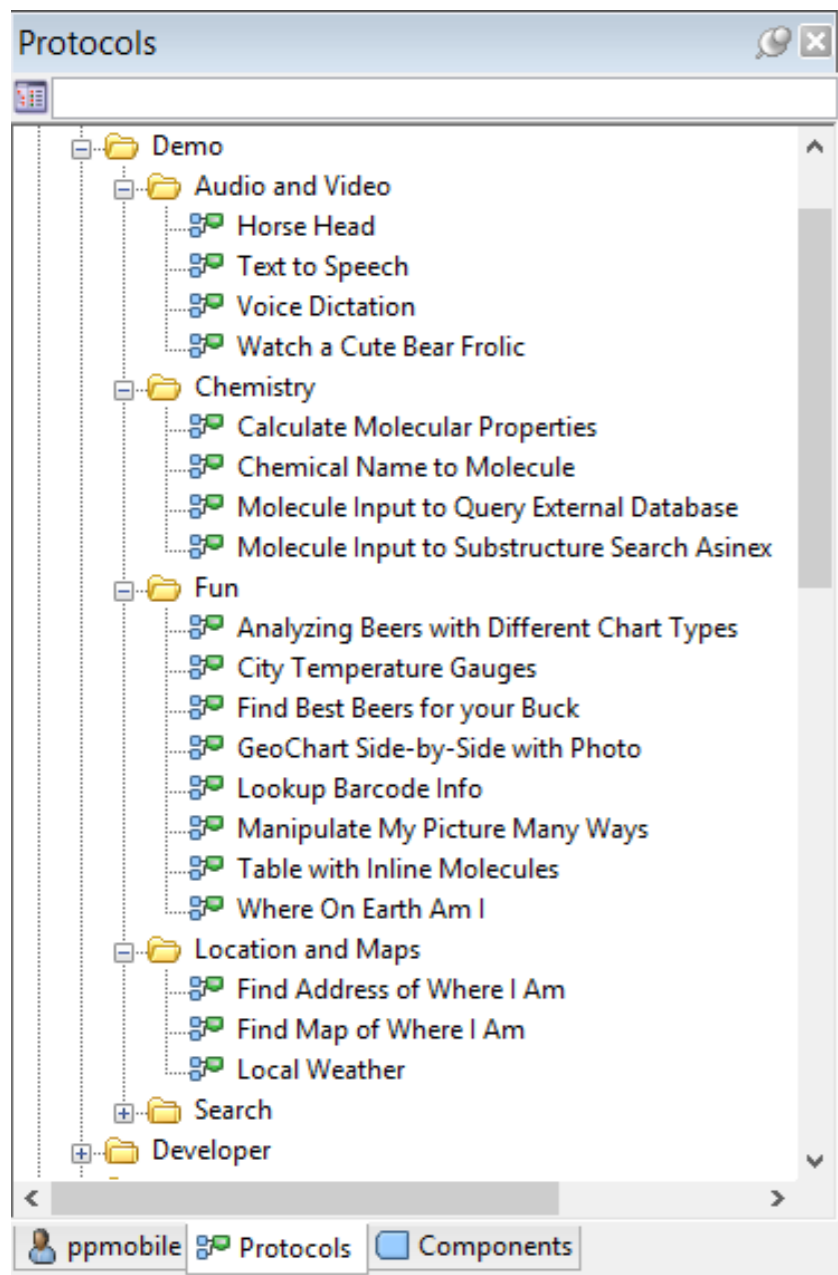 Protocols
Demo
Audio and Video
Horse Head
Text to Speech
Voice Dictation
Watch a Cute Bear Frolic
Chemistry
Calculate Molecular Properties
Chemical Name to Molecule
Molecule Input to Query External Database
Molecule Input to Substructure Search Asinex
Fun
Analyzing Beers with Different Chart Types
City Temperature Gauges
Find Best Beers for your Buck
GeoChart Side-by-Side with Photo
Lookup Barcode Info
Manipulate My Picture Many Ways
Table with Inline Molecules
Where On Earth Am I
Location and Maps
Find Address of Where I Am
Find Map of Where I Am
Local Weather
Search
Developer
ppmobile Protocols Components